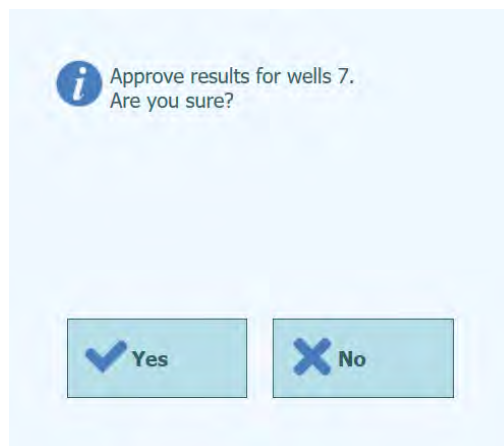 Approve results for wells 7.
Are you sure?
Yes
No